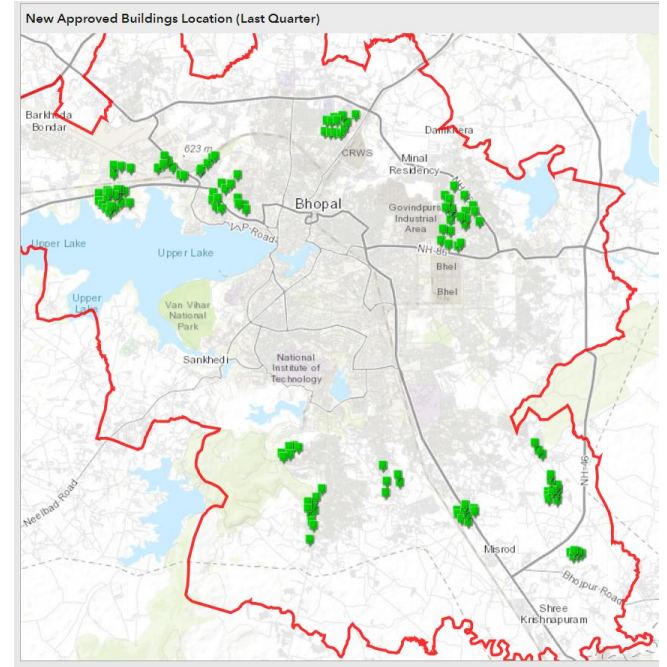 New Approved Buildings Location (Last Quarter)
Barkheda
Bondar
623 m
CRWS
Damkhera
Minal
Residency
Bhopal
Govindpura
Industrial
Area
V.I.P Road
NH-86
Upper Lake
Upper Lake
Bhel
Bhel
Upper
Lake
Van Vihar
National
Park
Sankhedi
National
Institute of
Technology
NH-46
Neelbad Road
Misrod
Bhojpur Road
Shree
Krishnapuram